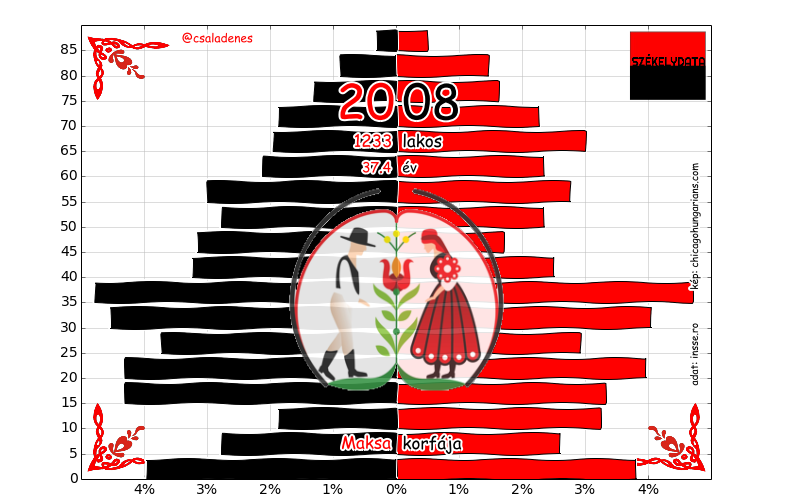 @csaladenes
SZÉKELYDATA
2008
1233 lakos
37.4 év
kép: chicagohungarians.com
adat: insse.ro
Maksa korfája
85
80
75
70
65
60
55
50
45
40
35
30
25
20
15
10
5
0
4% 3% 2% 1% 0% 1% 2% 3% 4%